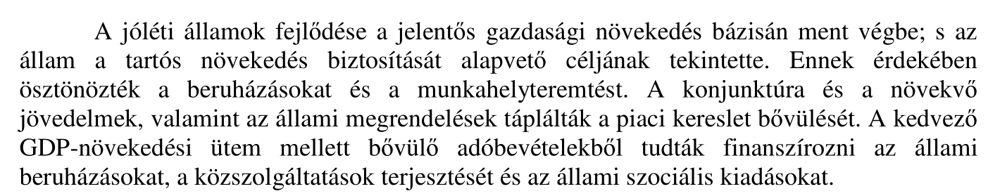 A jóléti államok fejlődése a jelentős gazdasági növekedés bázisán ment végbe; s az
állam a tartós növekedés biztosítását alapvető céljának tekintette. Ennek érdekében
ösztönözték a beruházásokat és a munkahelyteremtést. A konjunktúra és a növekvő
jövedelmek, valamint az állami megrendelések táplálták a piaci kereslet bővülését. A kedvező
GDP-növekedési ütem mellett bővülő adóbevételekből tudták finanszírozni az állami
beruházásokat, a közszolgáltatások terjesztését és az állami szociális kiadásokat.